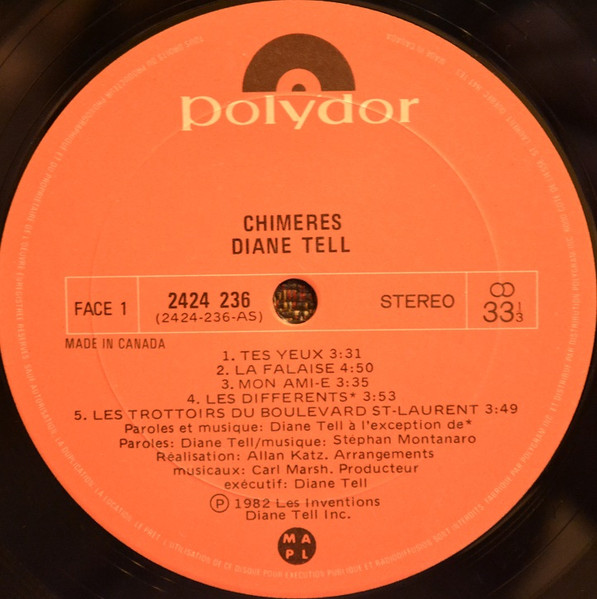 polydor
CHIMERES
DIANE TELL
FACE 1
2424 236
(2424-236-AS)
STEREO
33 1/3
MADE IN CANADA
1. TES YEUX 3:31
2. LA FALAISE 4:50
3. MON AMI-E 3:35
4. LES DIFFERENTS* 3:53
5. LES TROTTOIRS DU BOULEVARD ST-LAURENT 3:49
Paroles et musique: Diane Tell à l'exception de*
Paroles: Diane Tell/musique: Stéphan Montanaro
Réalisation: Allan Katz. Arrangements
musicaux: Carl Marsh. Producteur
exécutif: Diane Tell
Ⓟ 1982 Les Inventions
Diane Tell Inc.
M A
P L